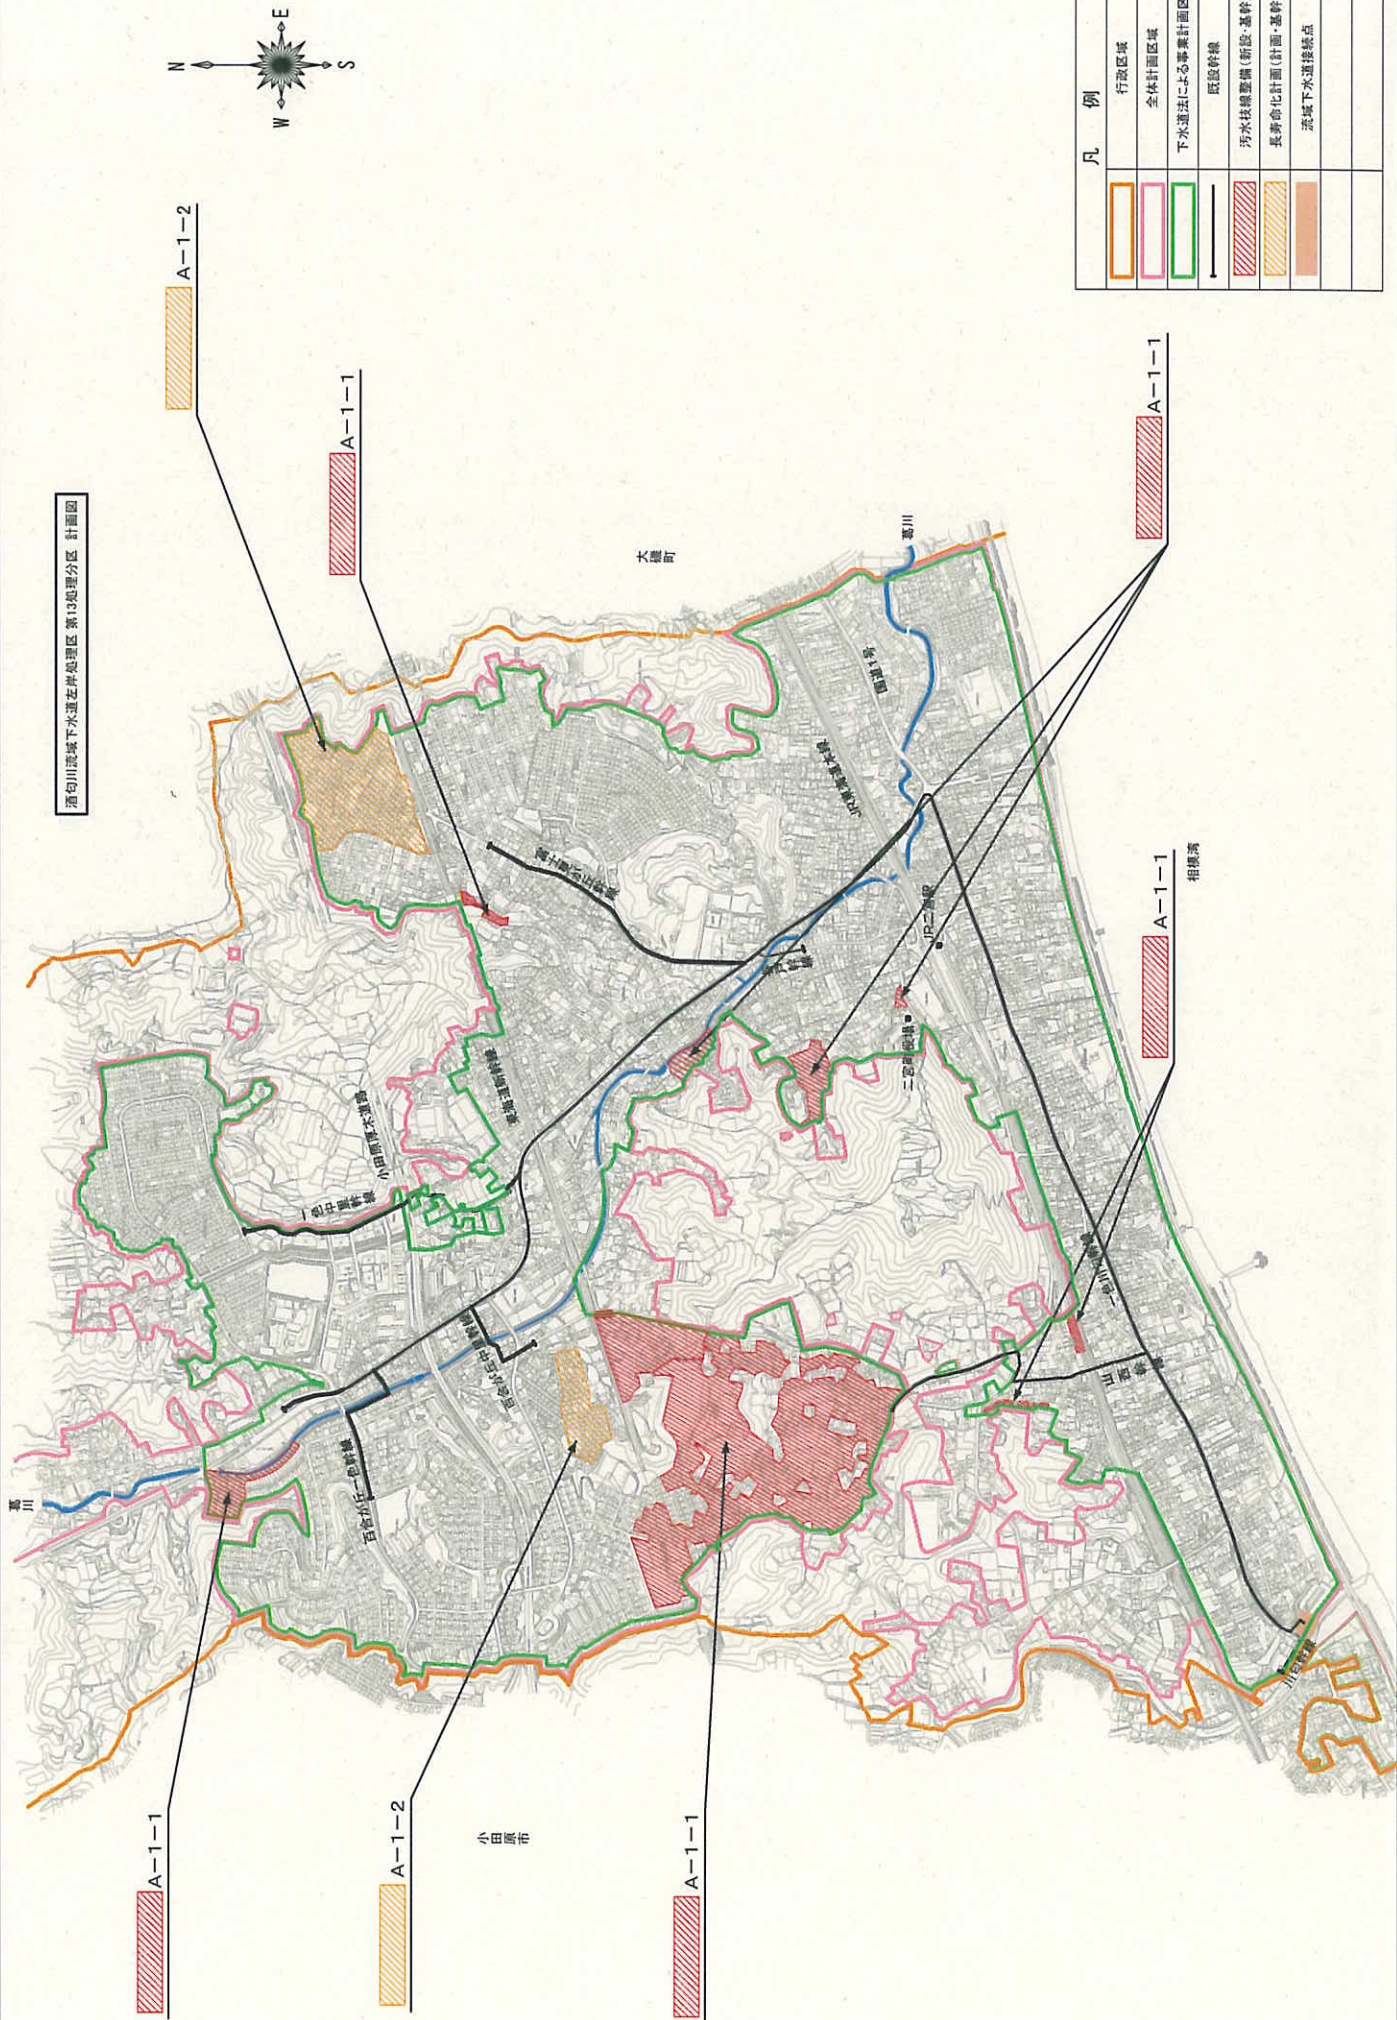 酒匂川流域下水道左岸処理区 第13処理分区 計画図
N
E
S
W
A-1-2
A-1-1
大磯町
葛川
国道1号
JR東海道本線
富士見が丘幹線
JR二宮駅
二宮町役場
A-1-1
相模湾
A-1-1
東海道新幹線
小田原厚木道路
一色中里幹線
百合が丘中里幹線
百合が丘一色幹線
葛川
山西幹線
川匂幹線
A-1-1
A-1-2
小田原市
A-1-1
凡 例
行政区域
全体計画区域
下水道法による事業計画区
既設幹線
汚水枝線整備(新設・基幹
長寿命化計画(計画・基幹
流域下水道接続点